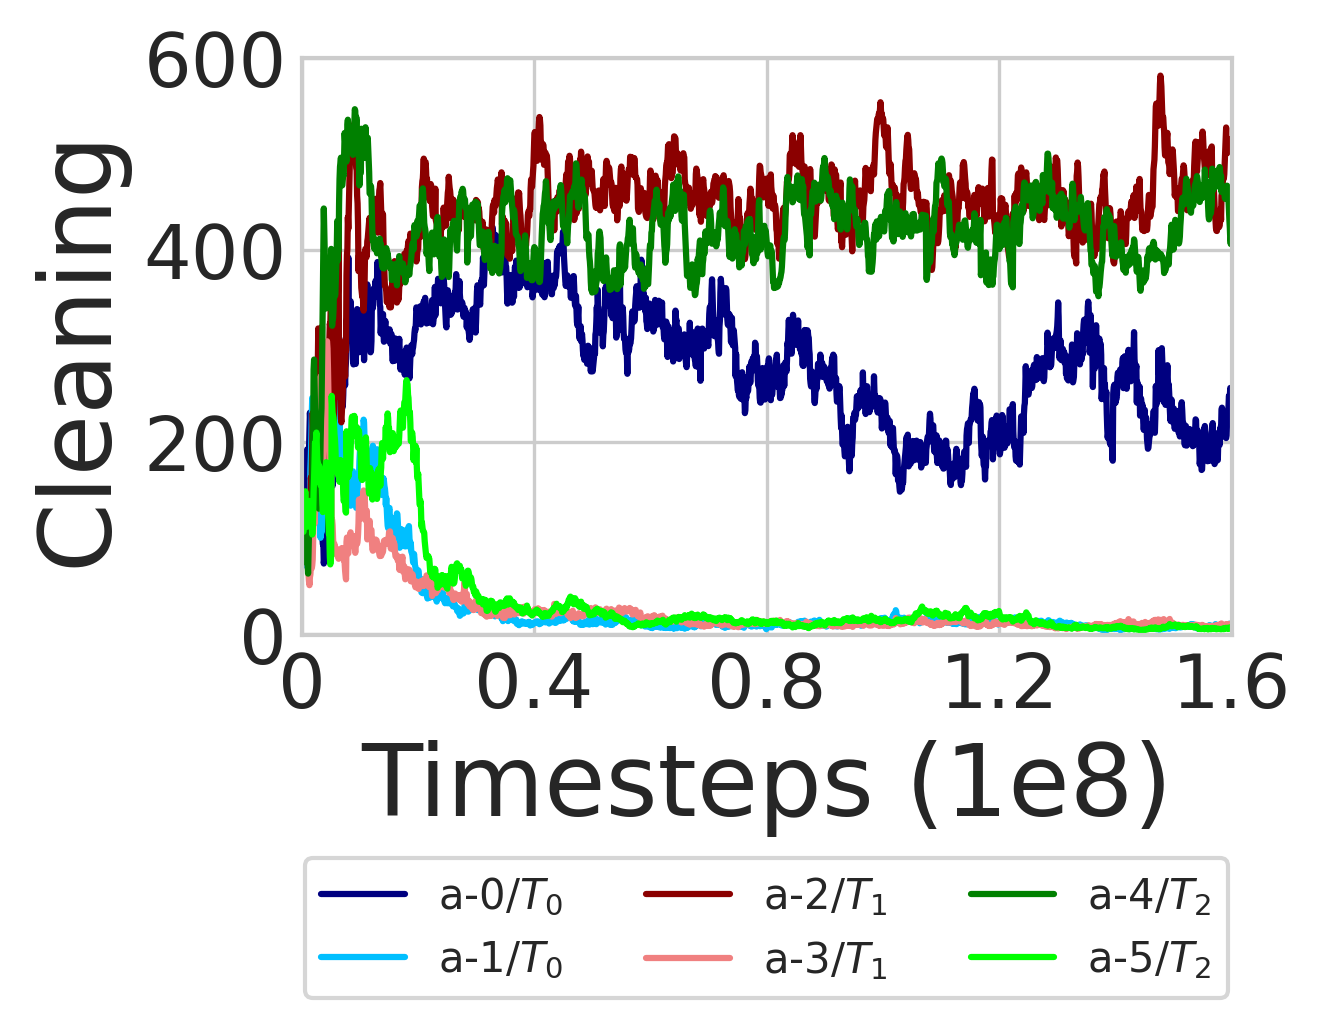 600
400
200
0
Cleaning
0 0.4 0.8 1.2 1.6
Timesteps (1e8)
a-0/T₀ a-2/T₁ a-4/T₂
a-1/T₀ a-3/T₁ a-5/T₂